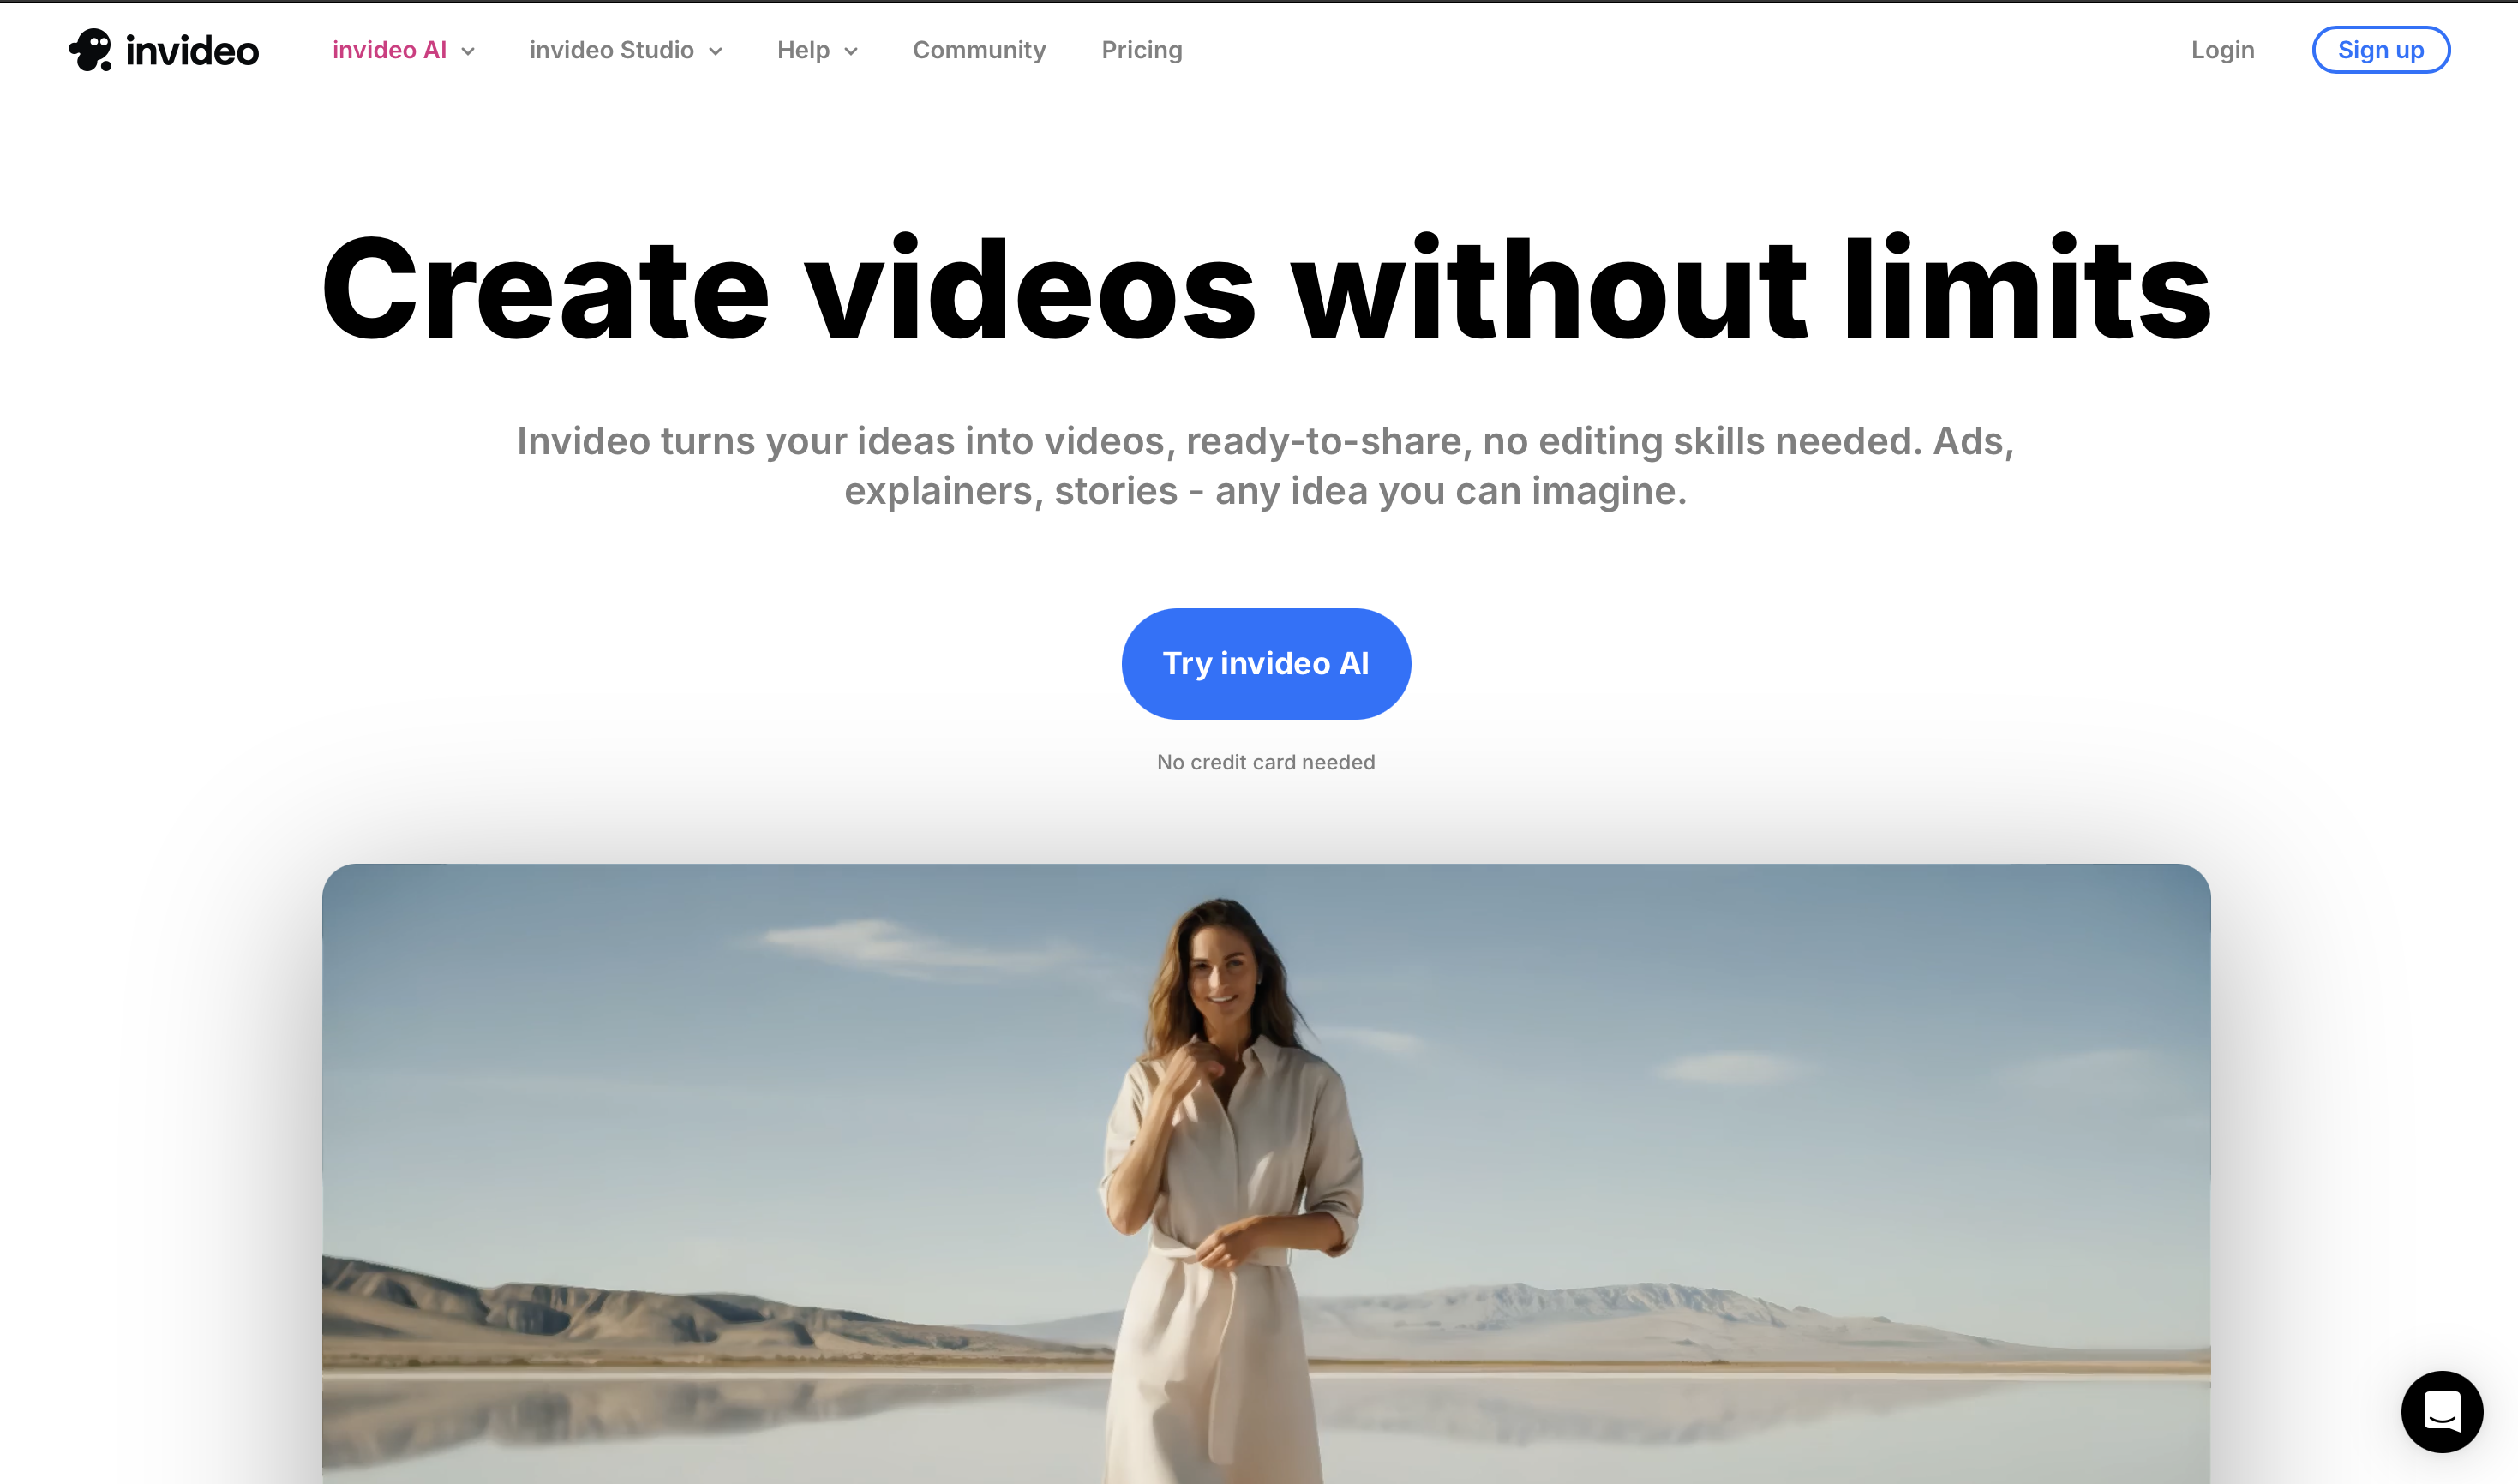 invideo
invideo AI
invideo Studio
Help
Community
Pricing
Login
Sign up
Create videos without limits
Invideo turns your ideas into videos, ready-to-share, no editing skills needed. Ads,
explainers, stories - any idea you can imagine.
Try invideo AI
No credit card needed